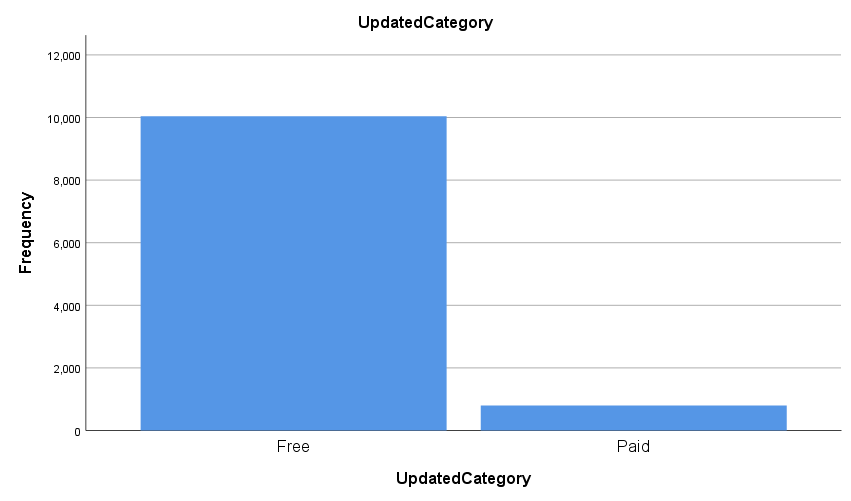 UpdatedCategory
12,000
10,000
8,000
6,000
4,000
2,000
0
Frequency
Free Paid
UpdatedCategory